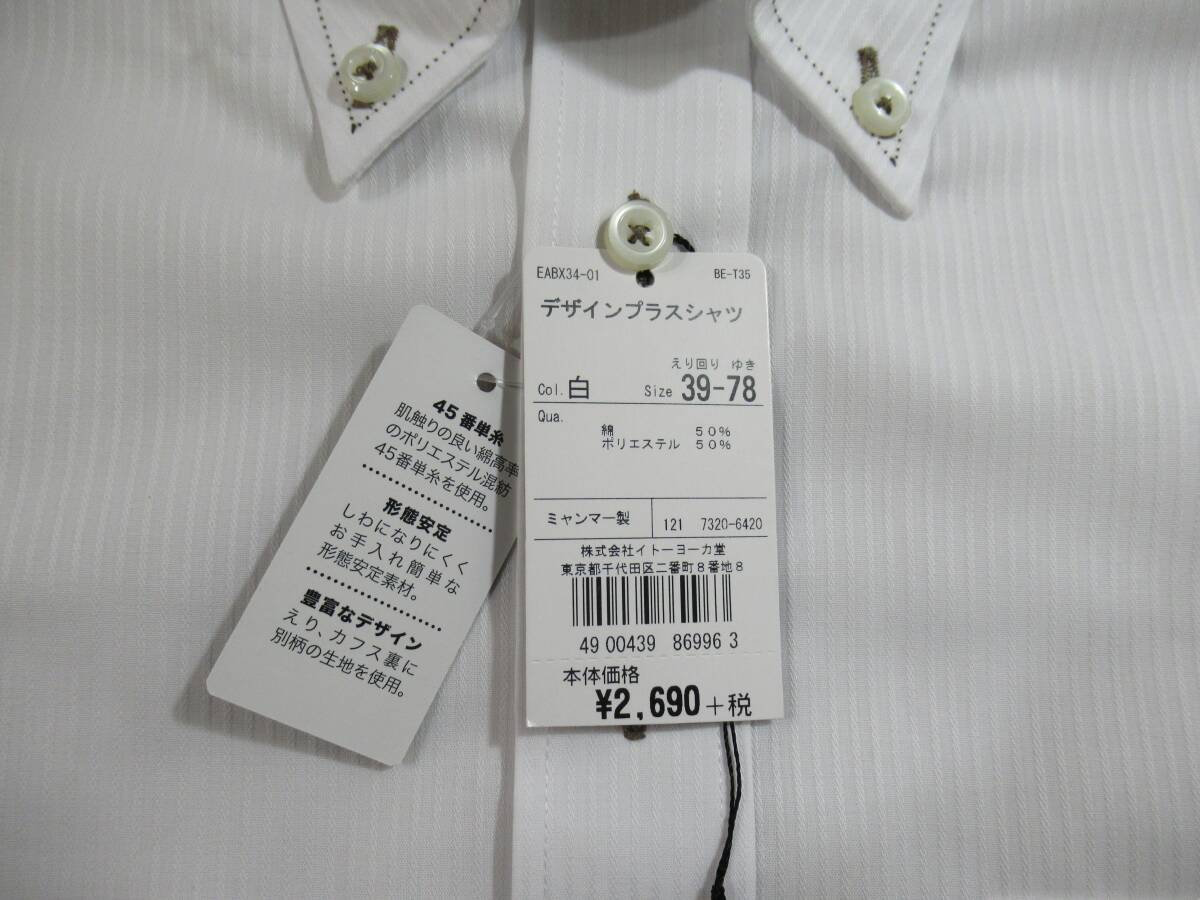 45番単糸
肌触りの良い綿高率
のポリエステル混紡
45番単糸を使用。
形態安定
しわになりにくく
お手入れ簡単な
形態安定素材。
豊富なデザイン
えり、カフス裏に
別柄の生地を使用。
EABX34-01 BE-T35
デザインプラスシャツ
えり回り ゆき
Col. 白 Size 39-78
Qua.
綿 50%
ポリエステル 50%
ミャンマー製 121 7320-6420
株式会社イトーヨーカ堂
東京都千代田区二番町8番地8
49 00439 86996 3
本体価格
¥2,690+税